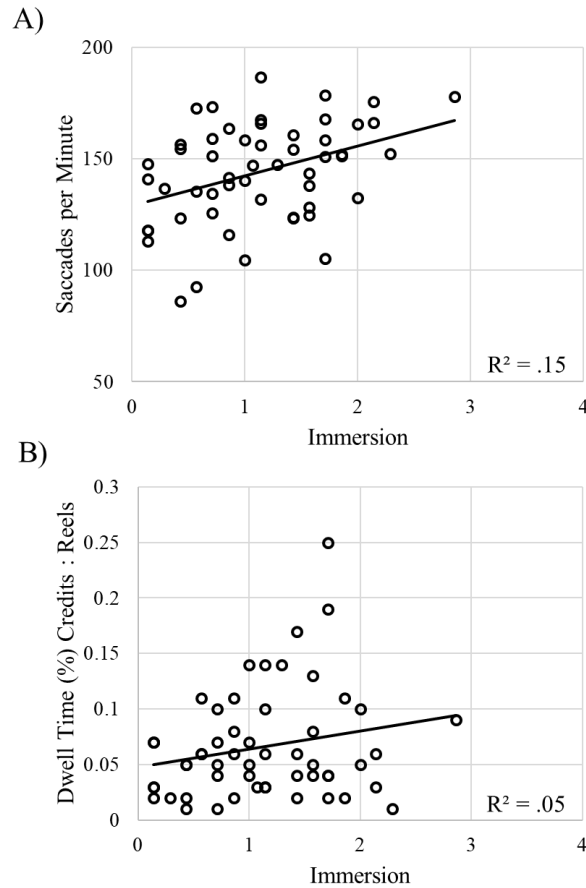 A)
200
150
100
50
Saccades per Minute
0 1 2 3 4
R² = .15
Immersion
B)
0.3
0.25
0.2
0.15
0.1
0.05
0
Dwell Time (%) Credits : Reels
0 1 2 3 4
R² = .05
Immersion